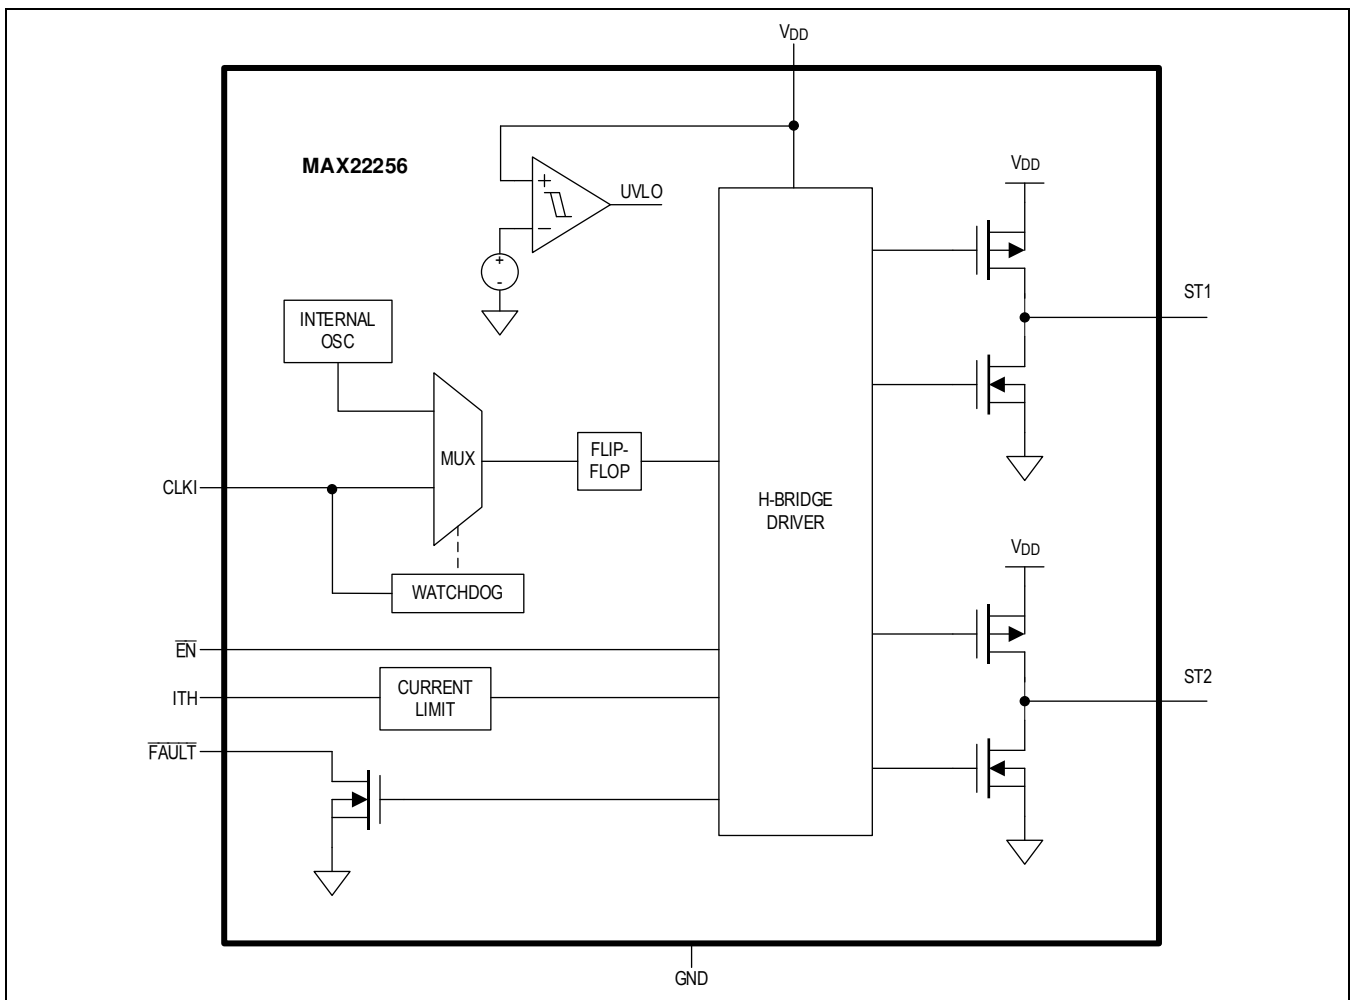 VDD
MAX22256
VDD
+
UVLO
−
+
-
ST1
INTERNAL
OSC
MUX
FLIP-
FLOP
CLKI
H-BRIDGE
DRIVER
VDD
WATCHDOG
EN
ITH
CURRENT
LIMIT
ST2
FAULT
GND